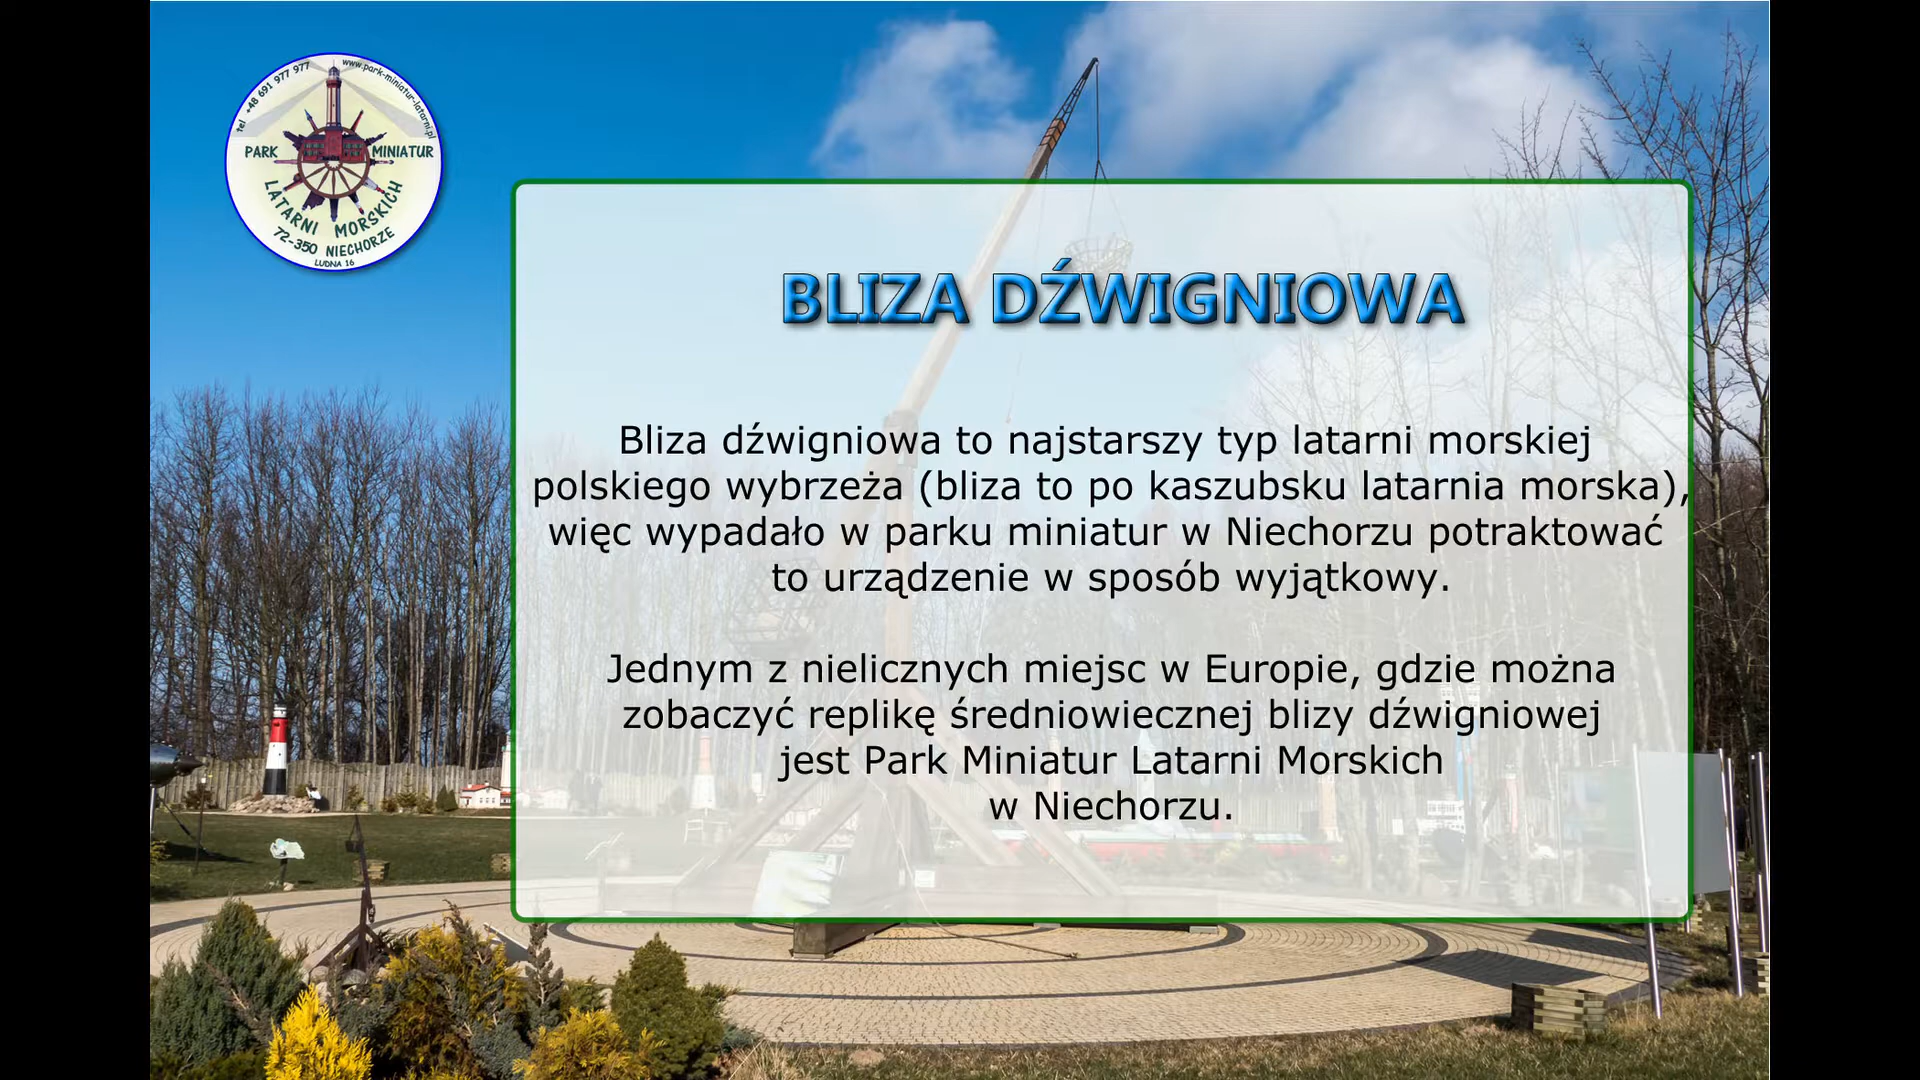 tel +48 691 977 977 www.park-miniatur-latarni.pl
PARK MINIATUR
LATARNI MORSKICH
72-350 NIECHORZE
LUDNA 16
BLIZA DŹWIGNIOWA
Bliza dźwigniowa to najstarszy typ latarni morskiej
polskiego wybrzeża (bliza to po kaszubsku latarnia morska),
więc wypadało w parku miniatur w Niechorzu potraktować
to urządzenie w sposób wyjątkowy.
Jednym z nielicznych miejsc w Europie, gdzie można
zobaczyć replikę średniowiecznej blizy dźwigniowej
jest Park Miniatur Latarni Morskich
w Niechorzu.